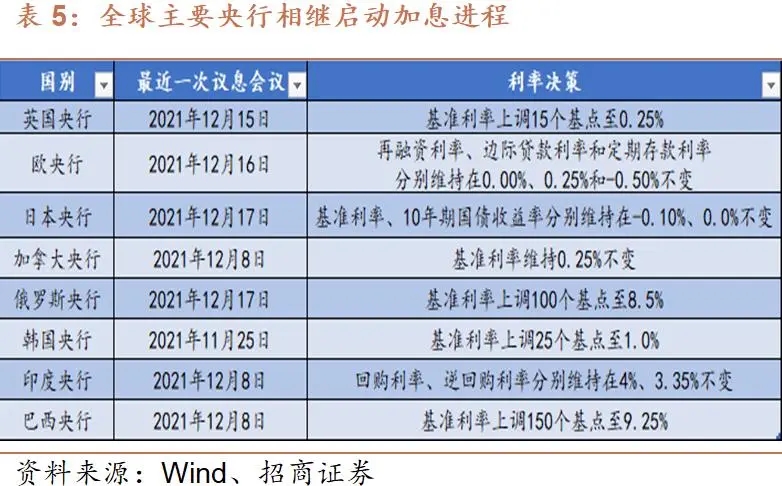 表 5：全球主要央行相继启动加息进程
国别 最近一次议息会议 利率决策
英国央行 2021年12月15日 基准利率上调15个基点至0.25%
欧央行 2021年12月16日 再融资利率、边际贷款利率和定期存款利率
分别维持在0.00%、0.25%和-0.50%不变
日本央行 2021年12月17日 基准利率、10年期国债收益率分别维持在-0.10%、0.0%不变
加拿大央行 2021年12月8日 基准利率维持0.25%不变
俄罗斯央行 2021年12月17日 基准利率上调100个基点至8.5%
韩国央行 2021年11月25日 基准利率上调25个基点至1.0%
印度央行 2021年12月8日 回购利率、逆回购利率分别维持在4%、3.35%不变
巴西央行 2021年12月8日 基准利率上调150个基点至9.25%
资料来源：Wind、招商证券